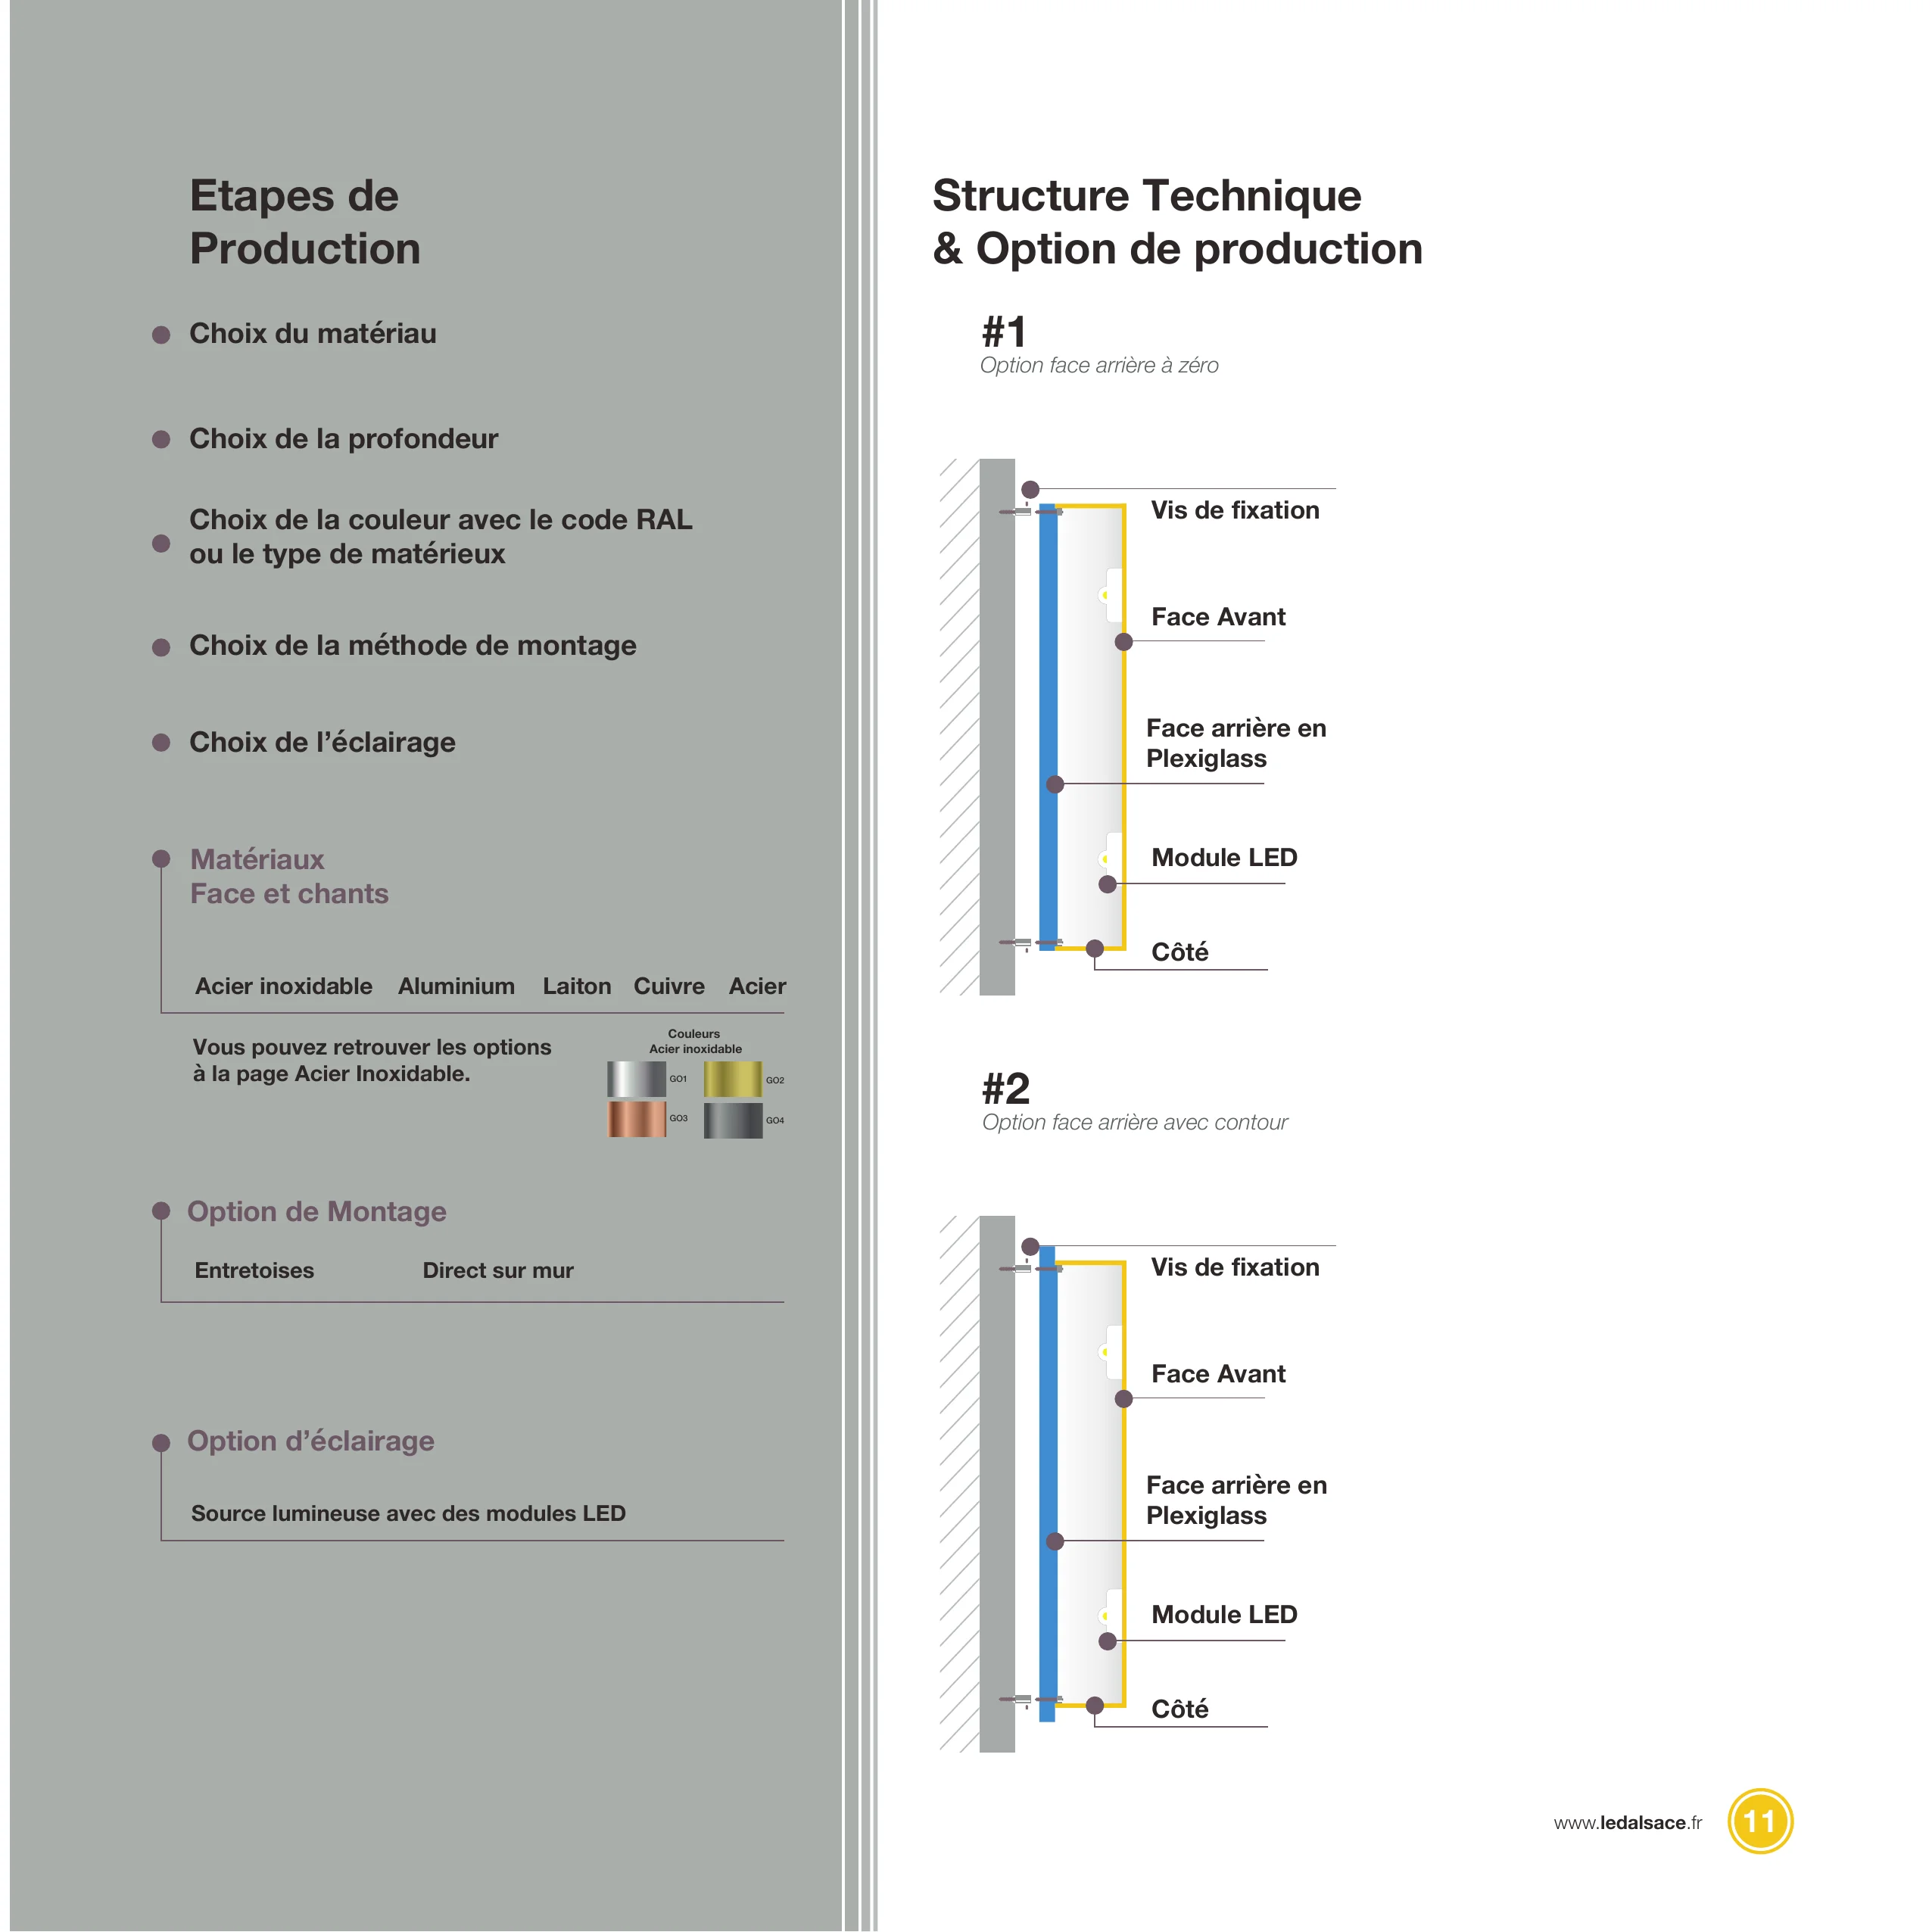 Etapes de
Production
Choix du matériau
Choix de la profondeur
Choix de la couleur avec le code RAL
ou le type de matérieux
Choix de la méthode de montage
Choix de l’éclairage
Matériaux
Face et chants
Acier inoxidable Aluminium Laiton Cuivre Acier
Vous pouvez retrouver les options
à la page Acier Inoxidable.
Couleurs
Acier inoxidable
GO1 GO2
GO3 GO4
Option de Montage
Entretoises Direct sur mur
Option d’éclairage
Source lumineuse avec des modules LED
Structure Technique
& Option de production
#1
Option face arrière à zéro
Vis de fixation
Face Avant
Face arrière en
Plexiglass
Module LED
Côté
#2
Option face arrière avec contour
Vis de fixation
Face Avant
Face arrière en
Plexiglass
Module LED
Côté
www.ledalsace.fr 11